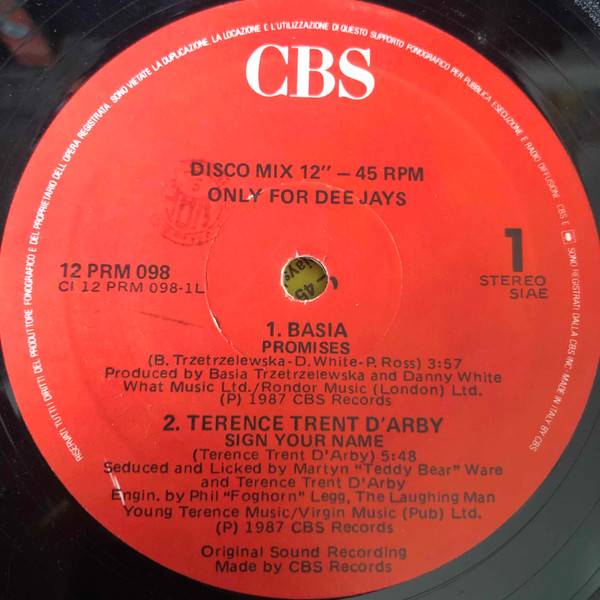 RISERVATI TUTTI I DIRITTI DEL PRODUTTORE FONOGRAFICO E DEL PROPRIETARIO DELL'OPERA REGISTRATA. SONO VIETATE LA DUPLICAZIONE, LA LOCAZIONE E L'UTILIZZAZIONE DI QUESTO SUPPORTO FONOGRAFICO PER PUBBLICA ESECUZIONE E RADIO DIFFUSIONE CBS E SONO REGISTRATI DALLA CBS INC. MADE IN ITALY BY CBS
CBS
DISCO MIX 12" – 45 RPM
ONLY FOR DEE JAYS
12 PRM 098
CI 12 PRM 098-1L
1
STEREO
SIAE
Jays
45
1. BASIA
PROMISES
(B. Trzetrzelewska-D. White-P. Ross) 3:57
Produced by Basia Trzetrzelewska and Danny White
What Music Ltd./Rondor Music (London) Ltd.
(P) 1987 CBS Records
2. TERENCE TRENT D'ARBY
SIGN YOUR NAME
(Terence Trent D'Arby) 5:48
Seduced and Licked by Martyn "Teddy Bear" Ware
and Terence Trent D'Arby
Engin. by Phil "Foghorn" Legg, The Laughing Man
Young Terence Music/Virgin Music (Pub) Ltd.
(P) 1987 CBS Records
Original Sound Recording
Made by CBS Records